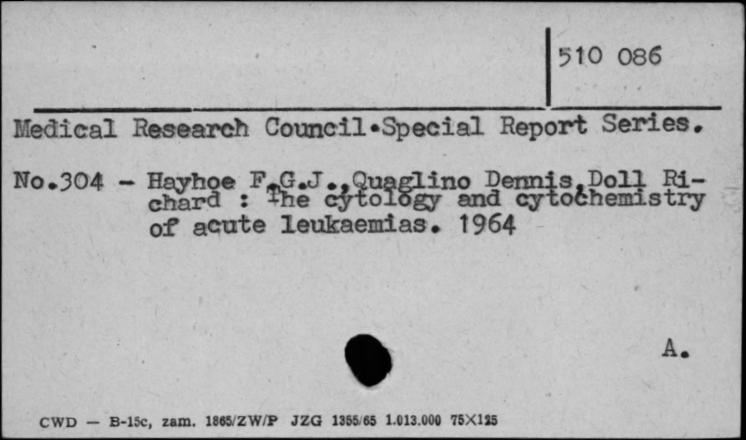 510 086
Medical Research Council.Special Report Series.
No.304 - Hayhoe F.G.J.,Quaglino Dennis,Doll Ri-
chard : The cytology and cytochemistry
of acute leukaemias. 1964
A.
CWD — B-15c, zam. 1865/ZW/P JZG 1355/65 1.013.000 75X125